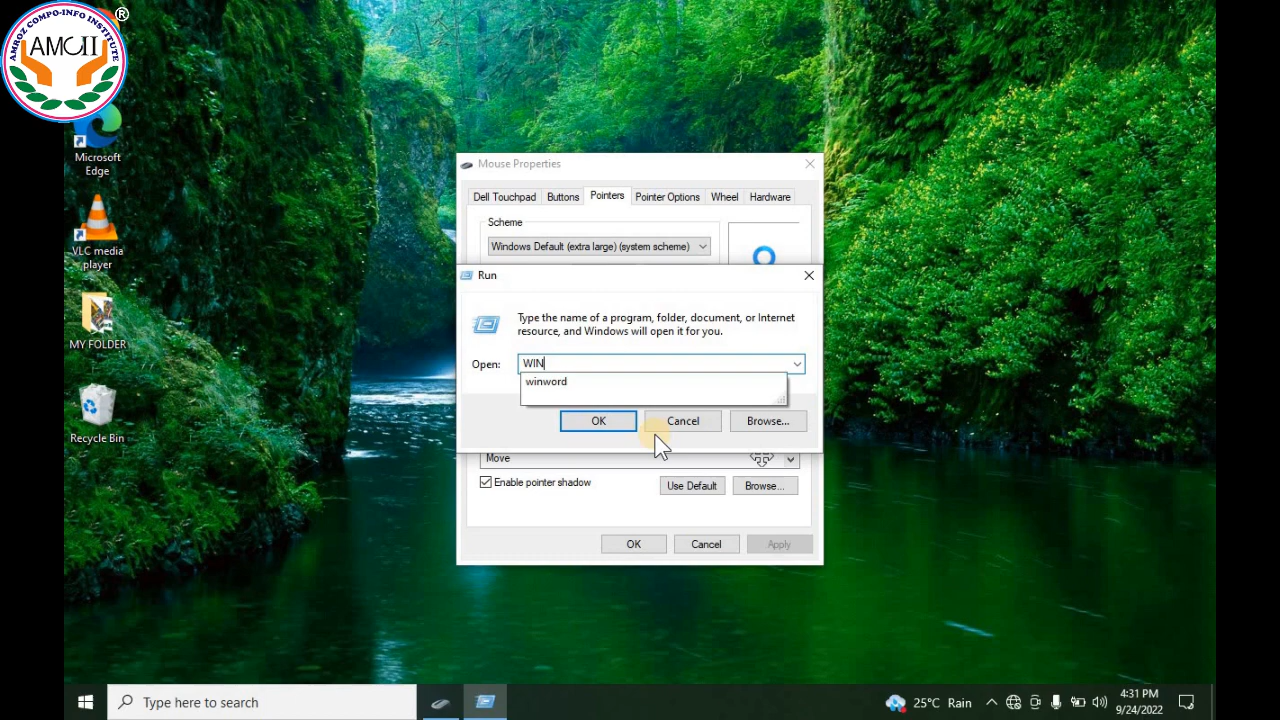 AMROZ COMPO-INFO INSTITUTE
AMCII
®
Microsoft
Edge
VLC media
player
MY FOLDER
Recycle Bin
Mouse Properties
Dell Touchpad
Buttons
Pointers
Pointer Options
Wheel
Hardware
Scheme
Windows Default (extra large) (system scheme)
Run
Type the name of a program, folder, document, or Internet
resource, and Windows will open it for you.
Open:
WIN
winword
OK
Cancel
Browse...
Move
Enable pointer shadow
Use Default
Browse...
OK
Cancel
Apply
Type here to search
25°C Rain
4:31 PM
9/24/2022